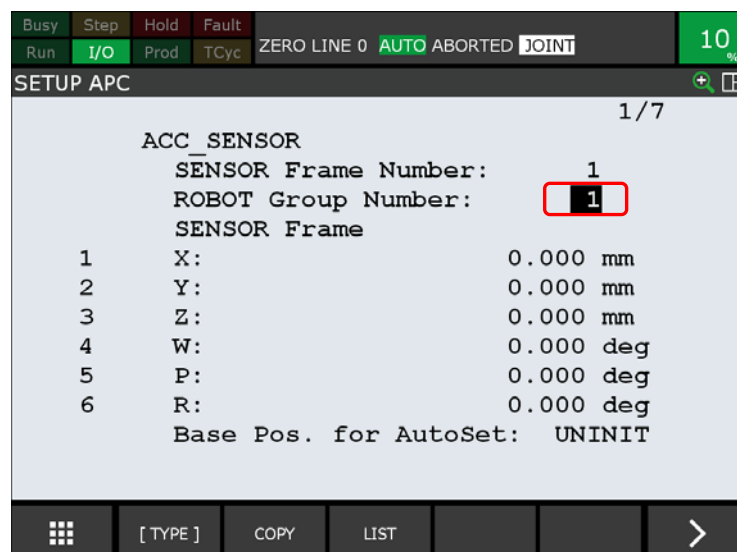 Busy Step Hold Fault
Run I/O Prod TCyc ZERO LINE 0 AUTO ABORTED JOINT 10 %
SETUP APC
1/7
ACC_SENSOR
SENSOR Frame Number: 1
ROBOT Group Number: 1
SENSOR Frame
1 X: 0.000 mm
2 Y: 0.000 mm
3 Z: 0.000 mm
4 W: 0.000 deg
5 P: 0.000 deg
6 R: 0.000 deg
Base Pos. for AutoSet: UNINIT
[ TYPE ] COPY LIST >